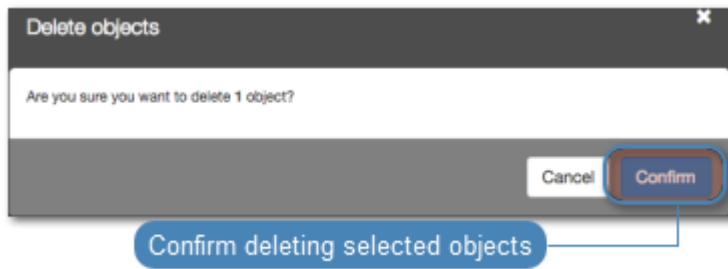 Delete objects
Are you sure you want to delete 1 object?
Cancel Confirm
Confirm deleting selected objects